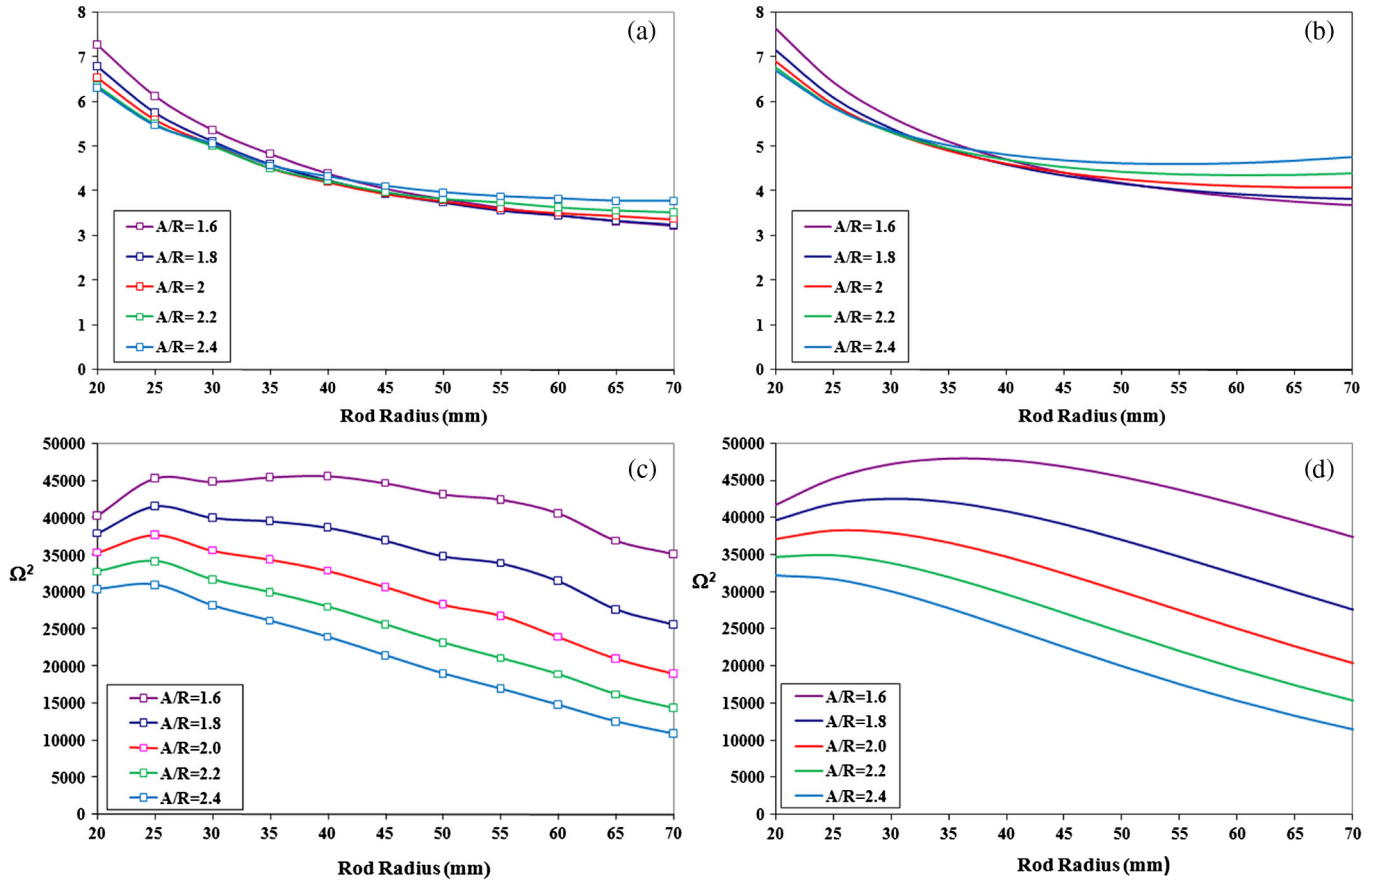 (a)
8
7
6
5
4
3
2
1
0
A/R= 1.6
A/R= 1.8
A/R= 2
A/R= 2.2
A/R= 2.4
20 25 30 35 40 45 50 55 60 65 70
Rod Radius (mm)
(b)
8
7
6
5
4
3
2
1
0
A/R= 1.6
A/R= 1.8
A/R= 2
A/R= 2.2
A/R= 2.4
20 25 30 35 40 45 50 55 60 65 70
Rod Radius (mm)
(c)
50000
45000
40000
35000
30000
25000
20000
15000
10000
5000
0
Ω²
A/R=1.6
A/R=1.8
A/R=2.0
A/R=2.2
A/R=2.4
20 25 30 35 40 45 50 55 60 65 70
Rod Radius (mm)
(d)
50000
45000
40000
35000
30000
25000
20000
15000
10000
5000
0
Ω²
A/R=1.6
A/R=1.8
A/R=2.0
A/R=2.2
A/R=2.4
20 25 30 35 40 45 50 55 60 65 70
Rod Radius (mm)